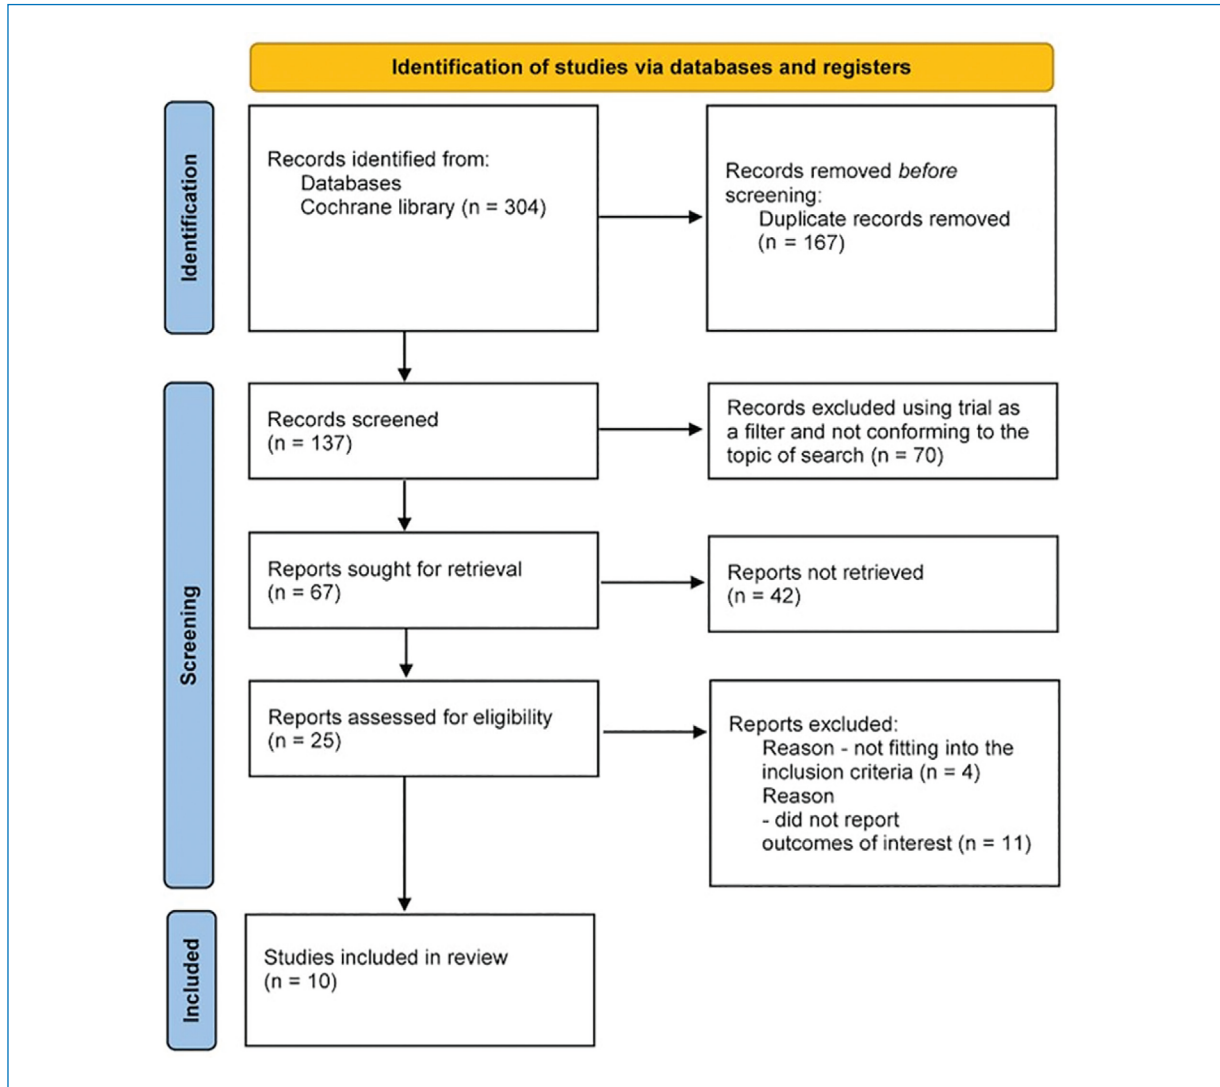 Identification of studies via databases and registers
Identification
Records identified from:
Databases
Cochrane library (n = 304)
Records removed before
screening:
Duplicate records removed
(n = 167)
Screening
Records screened
(n = 137)
Records excluded using trial as
a filter and not conforming to the
topic of search (n = 70)
Reports sought for retrieval
(n = 67)
Reports not retrieved
(n = 42)
Reports assessed for eligibility
(n = 25)
Reports excluded:
Reason - not fitting into the
inclusion criteria (n = 4)
Reason
- did not report
outcomes of interest (n = 11)
Included
Studies included in review
(n = 10)